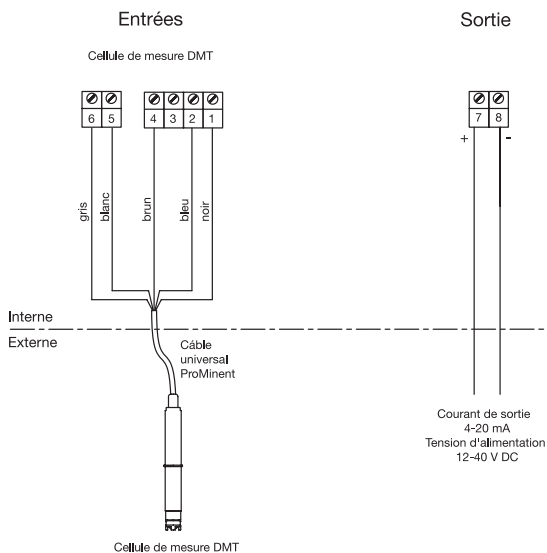 Entrées
Sortie
Cellule de mesure DMT
6 5 4 3 2 1
7 8
+ -
gris
blanc
brun
bleu
noir
Interne
Externe
Câble
universal
ProMinent
Courant de sortie
4-20 mA
Tension d'alimentation
12-40 V DC
Cellule de mesure DMT